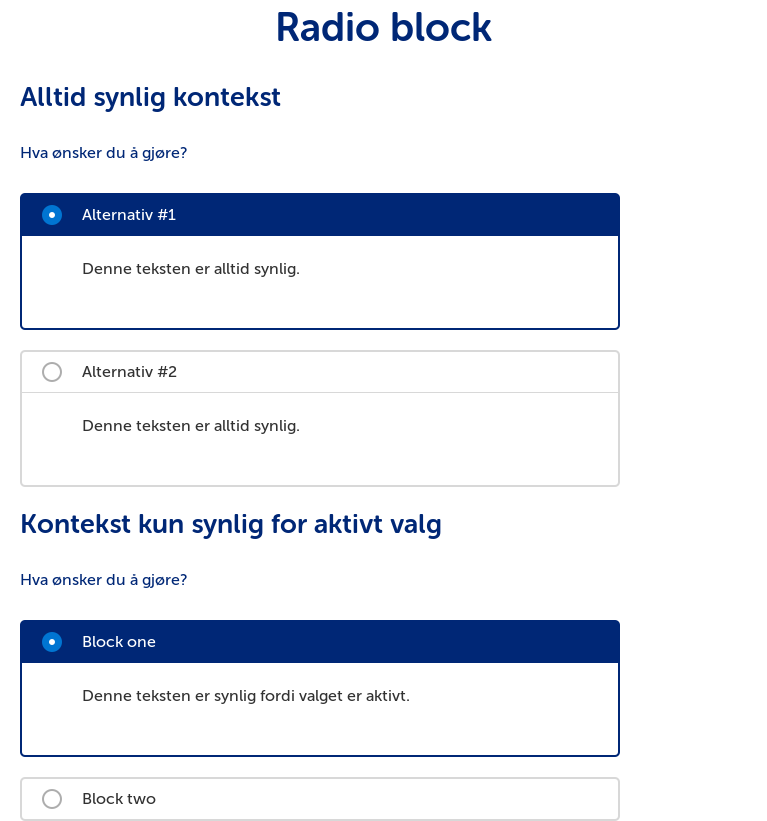 Radio block
Alltid synlig kontekst
Hva ønsker du å gjøre?
Alternativ #1
Denne teksten er alltid synlig.
Alternativ #2
Denne teksten er alltid synlig.
Kontekst kun synlig for aktivt valg
Hva ønsker du å gjøre?
Block one
Denne teksten er synlig fordi valget er aktivt.
Block two